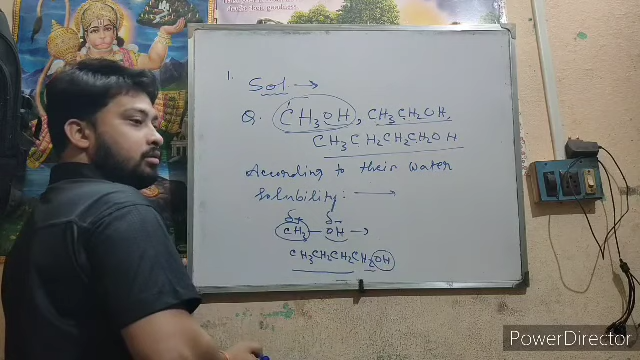 1.
Sol. →
Q. CH3OH, CH3CH2OH,
CH3CH2CH2CH2OH
According to their water
Solubility: →
δ+ δ-
CH3—OH →
CH3CH2CH2CH2OH
PowerDirector